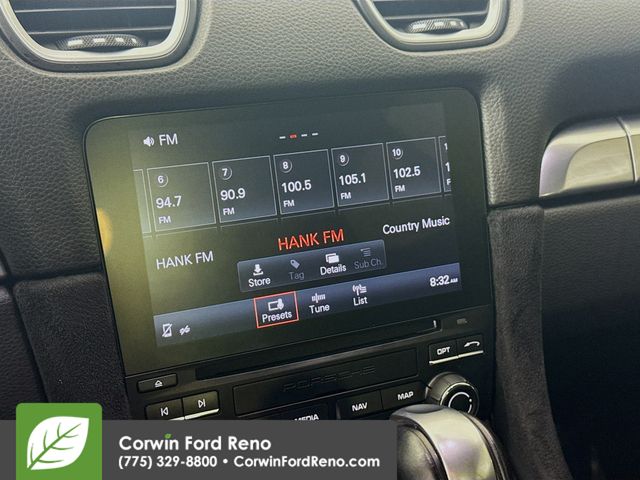 FM
6 7 8 9 10
94.7 90.9 100.5 105.1 102.5
FM FM FM FM FM
HANK FM HANK FM Country Music
Store Tag Details Sub Ch.
Presets Tune List 8:32 AM
PORSCHE
OPT
MEDIA NAV MAP
Corwin Ford Reno
(775) 329-8800 • CorwinFordReno.com